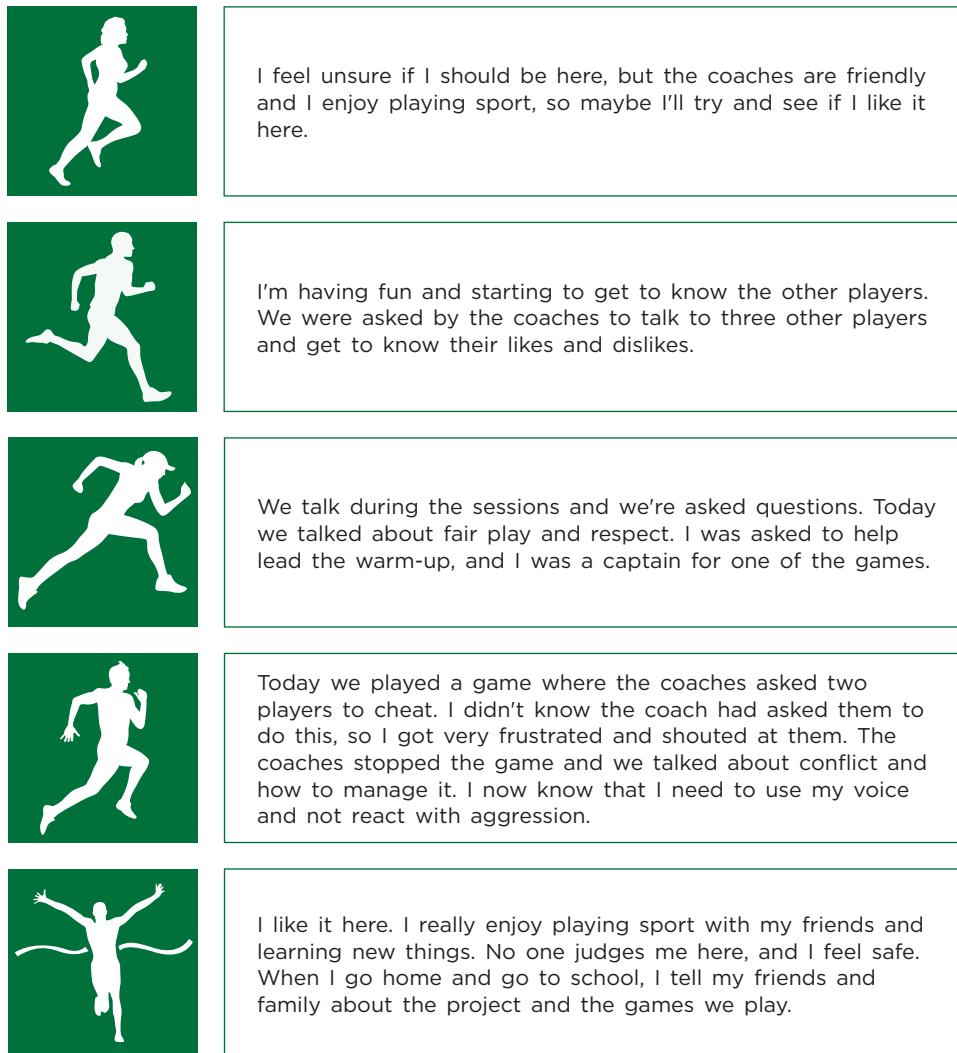 I feel unsure if I should be here, but the coaches are friendly
and I enjoy playing sport, so maybe I'll try and see if I like it
here.
I'm having fun and starting to get to know the other players.
We were asked by the coaches to talk to three other players
and get to know their likes and dislikes.
We talk during the sessions and we're asked questions. Today
we talked about fair play and respect. I was asked to help
lead the warm-up, and I was a captain for one of the games.
Today we played a game where the coaches asked two
players to cheat. I didn't know the coach had asked them to
do this, so I got very frustrated and shouted at them. The
coaches stopped the game and we talked about conflict and
how to manage it. I now know that I need to use my voice
and not react with aggression.
I like it here. I really enjoy playing sport with my friends and
learning new things. No one judges me here, and I feel safe.
When I go home and go to school, I tell my friends and
family about the project and the games we play.